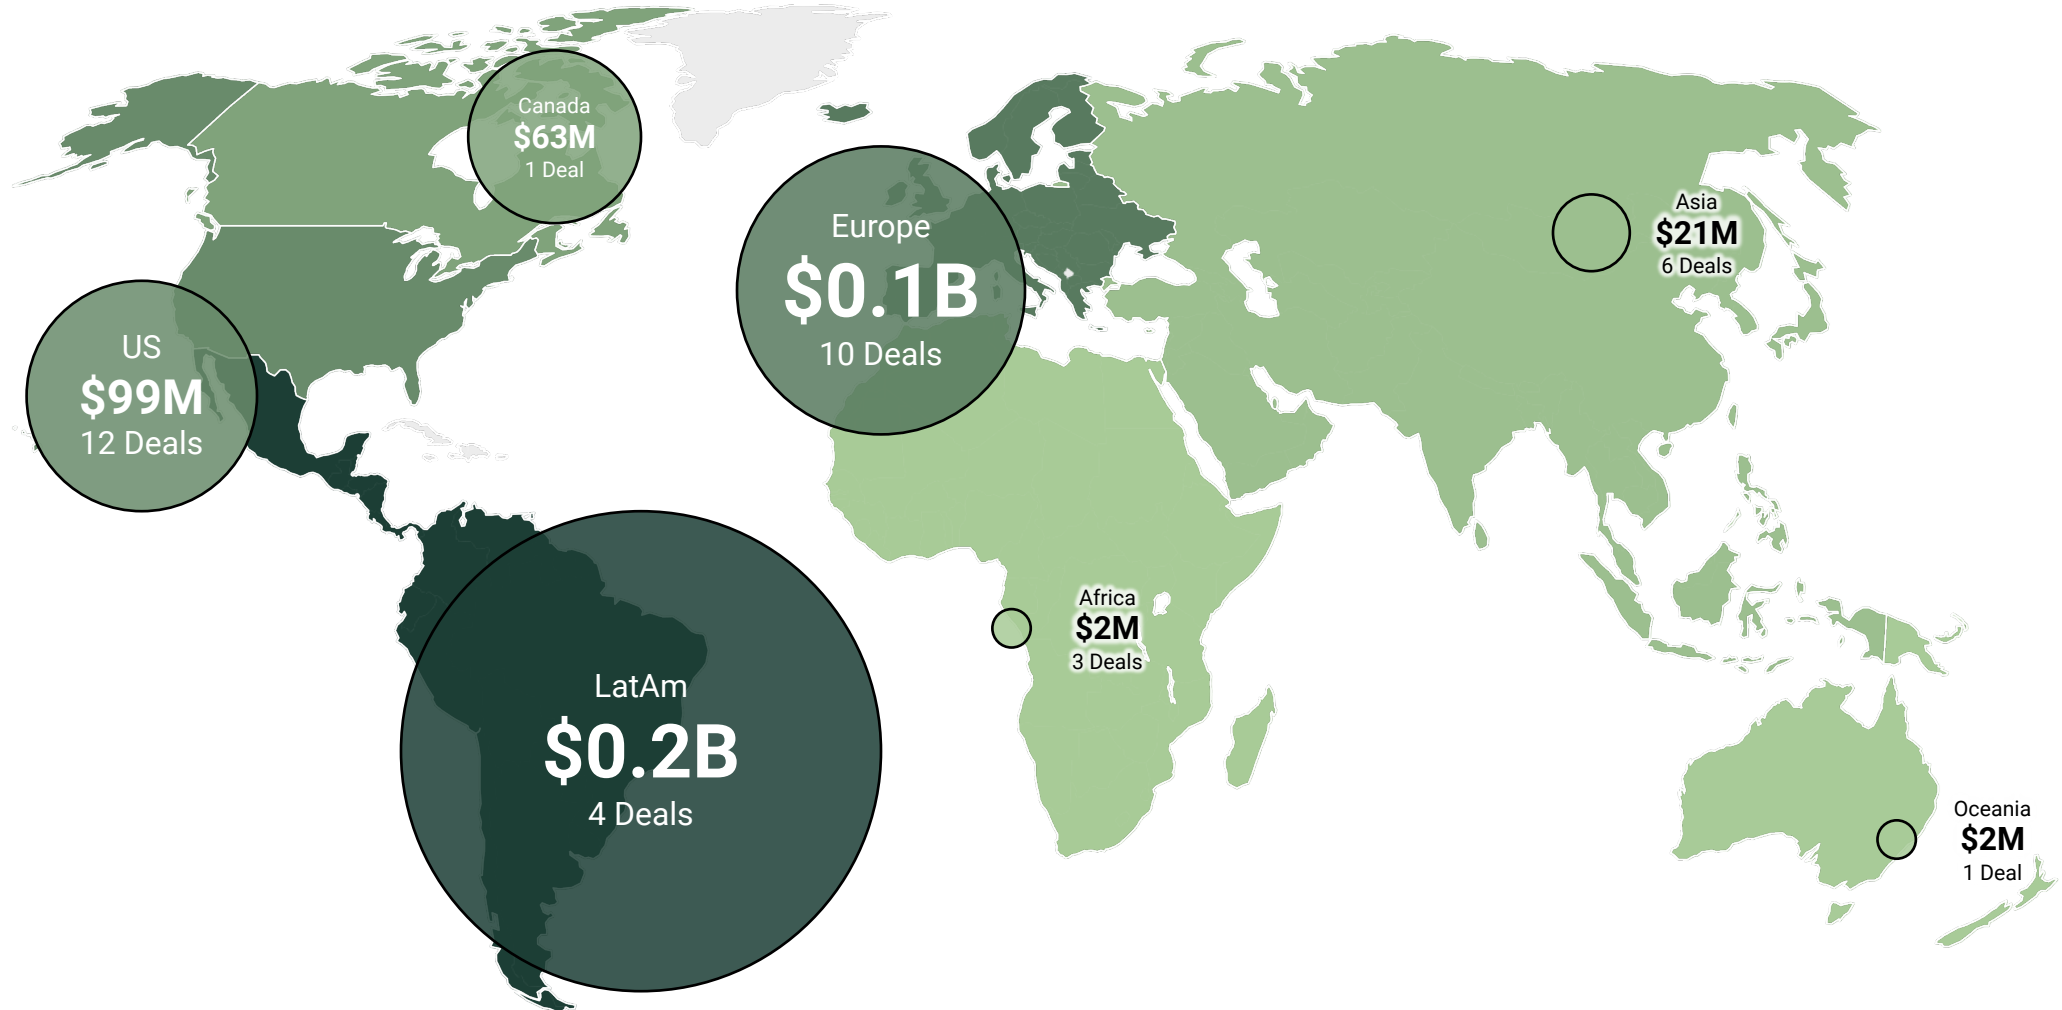 Canada
$63M
1 Deal
Europe
$0.1B
10 Deals
Asia
$21M
6 Deals
US
$99M
12 Deals
Africa
$2M
3 Deals
LatAm
$0.2B
4 Deals
Oceania
$2M
1 Deal